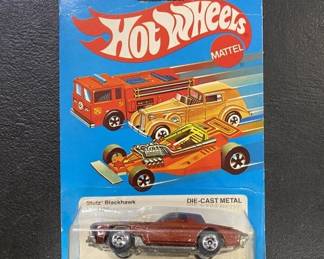 Hot Wheels
MATTEL
Stutz Blackhawk
DIE-CAST METAL